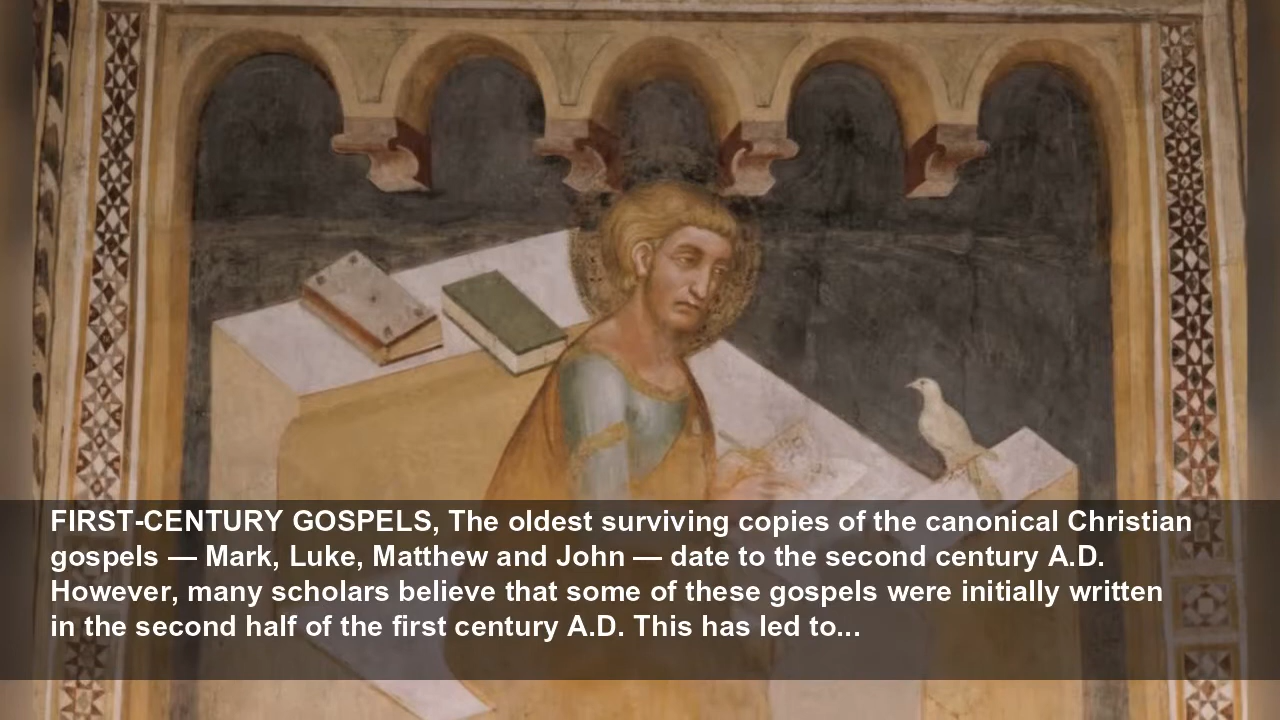 FIRST-CENTURY GOSPELS, The oldest surviving copies of the canonical Christian
gospels — Mark, Luke, Matthew and John — date to the second century A.D.
However, many scholars believe that some of these gospels were initially written
in the second half of the first century A.D. This has led to...